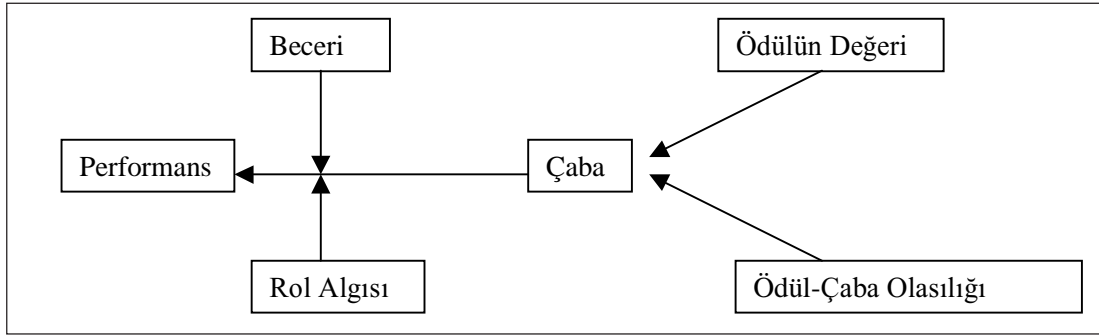 Beceri
Ödülün Değeri
Performans
Çaba
Rol Algısı
Ödül-Çaba Olasılığı